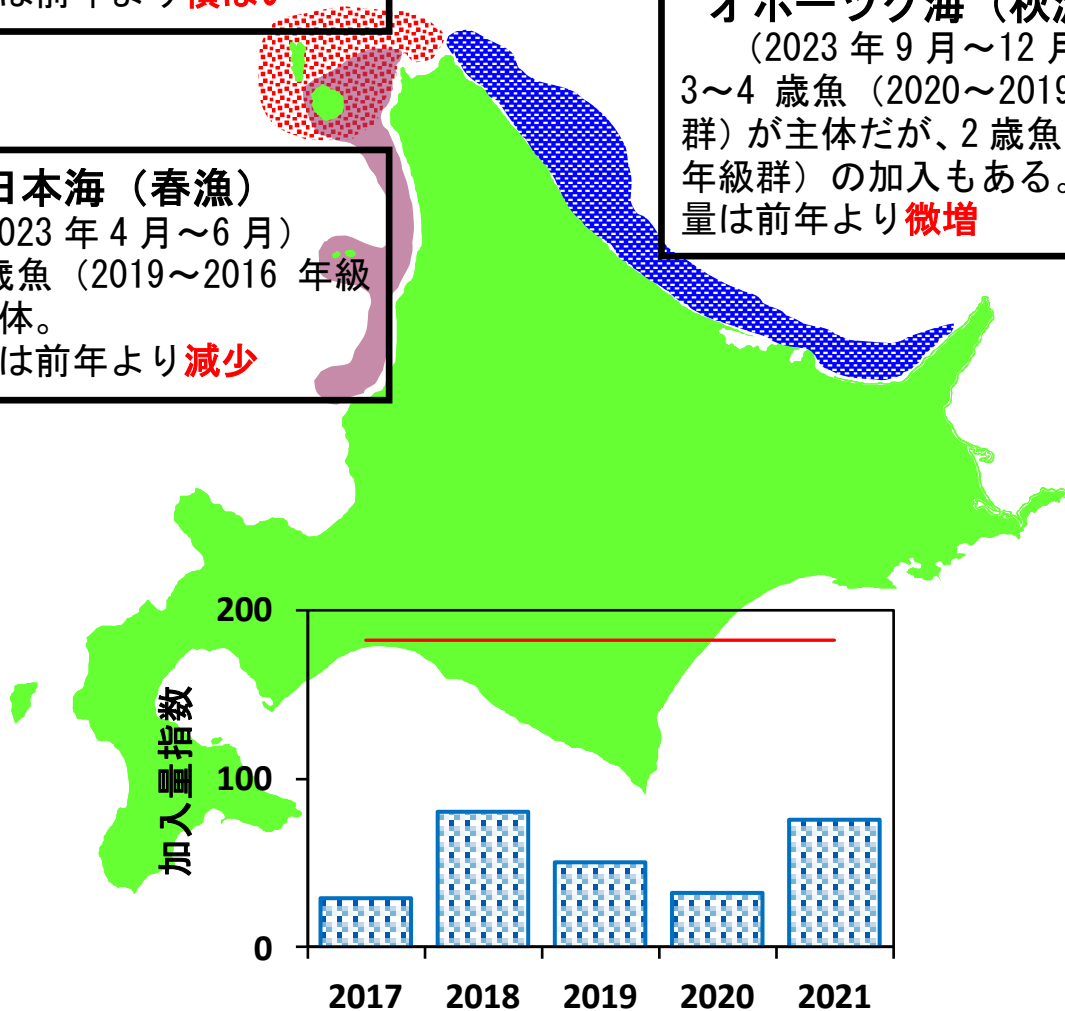 は前年より横ばい
オホーツク海（秋漁
（2023 年 9 月～12 月
3～4 歳魚（2020～2019
群）が主体だが、2 歳魚
年級群）の加入もある。
量は前年より微増
日本海（春漁）
023 年 4 月～6 月）
歳魚（2019～2016 年級
体。
は前年より減少
加入量指数
200
100
0
2017 2018 2019 2020 2021